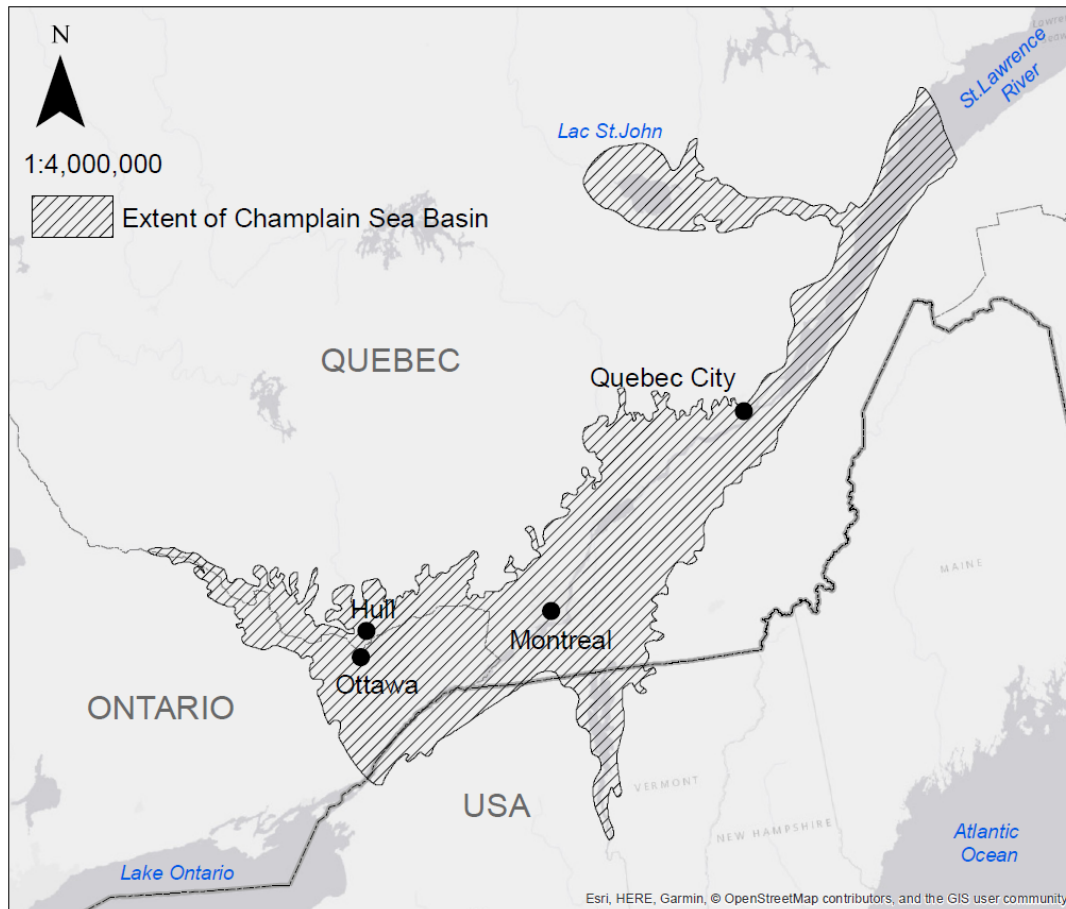 N
1:4,000,000
Extent of Champlain Sea Basin
St.Lawrence
River
Lac St.John
QUEBEC
Quebec City
Hull
Ottawa
Montreal
MAINE
ONTARIO
USA
VERMONT
NEW HAMPSHIRE
Lake Ontario
Atlantic
Ocean
Esri, HERE, Garmin, © OpenStreetMap contributors, and the GIS user community